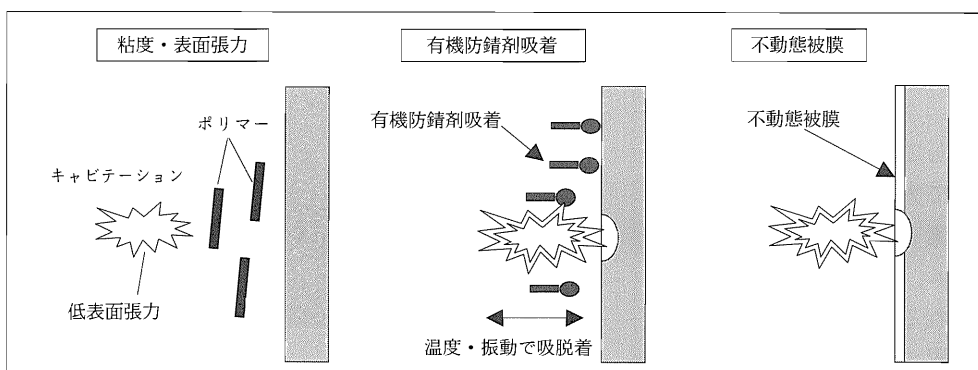 粘度・表面張力
ポリマー
キャビテーション
低表面張力
有機防錆剤吸着
有機防錆剤吸着
温度・振動で吸脱着
不動態被膜
不動態被膜